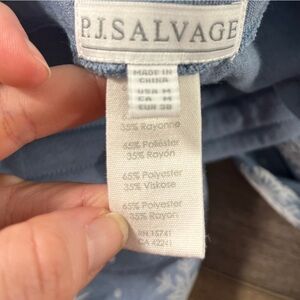 P.J.SALVAGE
MADE IN
CHINA
USA M
CA M
EUR 38
35% Rayonne
65% Poliéster
35% Rayón
65% Polyester
35% Viskose
65% Polyester
35% Rayon
RN 15741
CA 42241